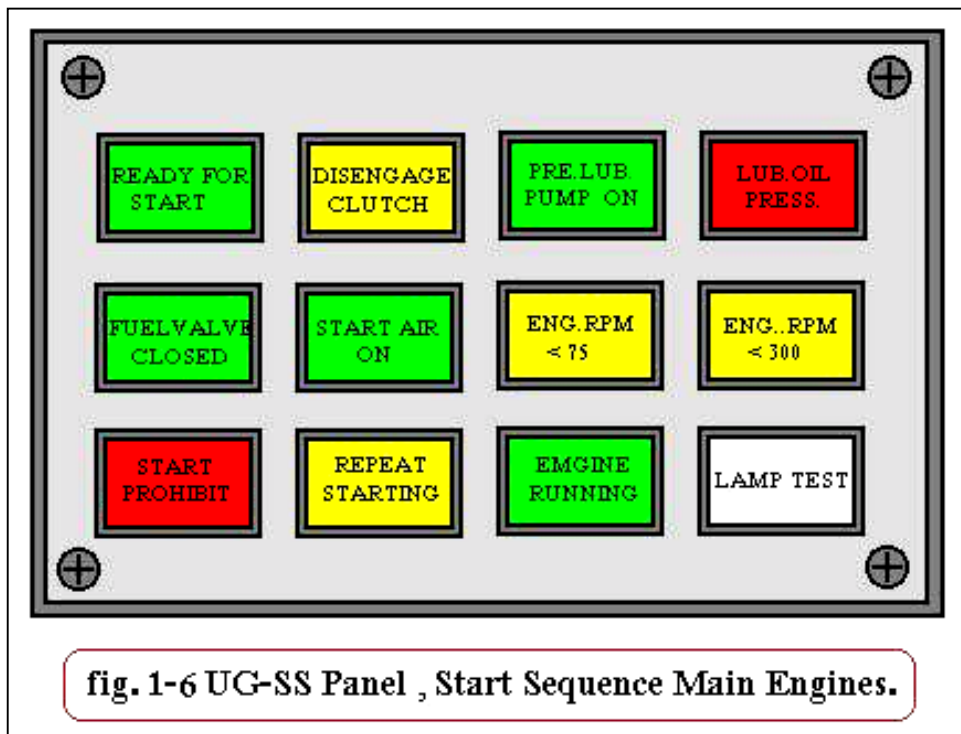 READY FOR
START
DISENGAGE
CLUTCH
PRE.LUB.
PUMP ON
LUB.OIL
PRESS.
FUELVALVE
CLOSED
START AIR
ON
ENG.RPM
< 75
ENG..RPM
< 300
START
PROHIBIT
REPEAT
STARTING
EMGINE
RUNNING
LAMP TEST
fig. 1-6 UG-SS Panel , Start Sequence Main Engines.